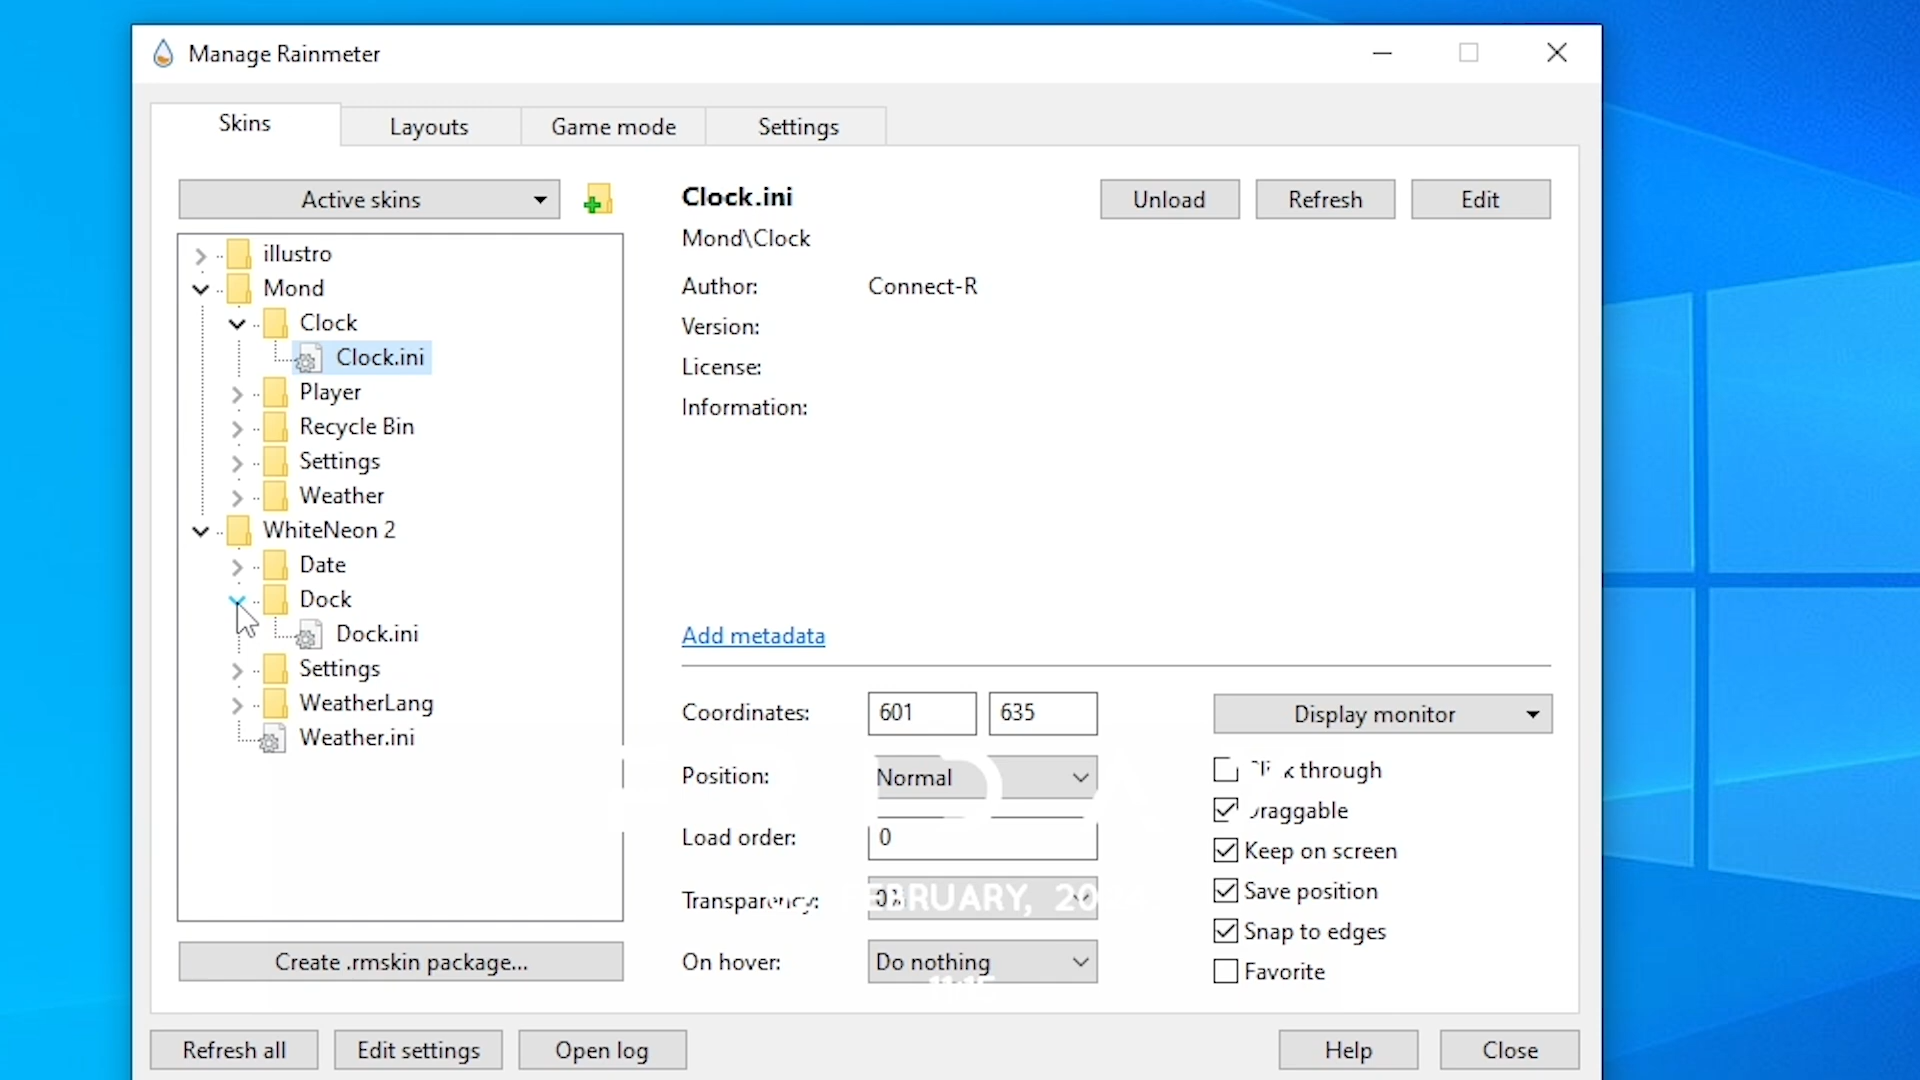 Manage Rainmeter
Skins
Layouts
Game mode
Settings
Active skins
illustro
Mond
Clock
Clock.ini
Player
Recycle Bin
Settings
Weather
WhiteNeon 2
Date
Dock
Dock.ini
Settings
WeatherLang
Weather.ini
Create .rmskin package...
Clock.ini
Unload
Refresh
Edit
Mond\Clock
Author: Connect-R
Version:
License:
Information:
Add metadata
Coordinates: 601 635
Display monitor
Position: Normal
Load order: 0
Transparency:
On hover: Do nothing
through
Draggable
Keep on screen
Save position
Snap to edges
Favorite
Refresh all
Edit settings
Open log
Help
Close